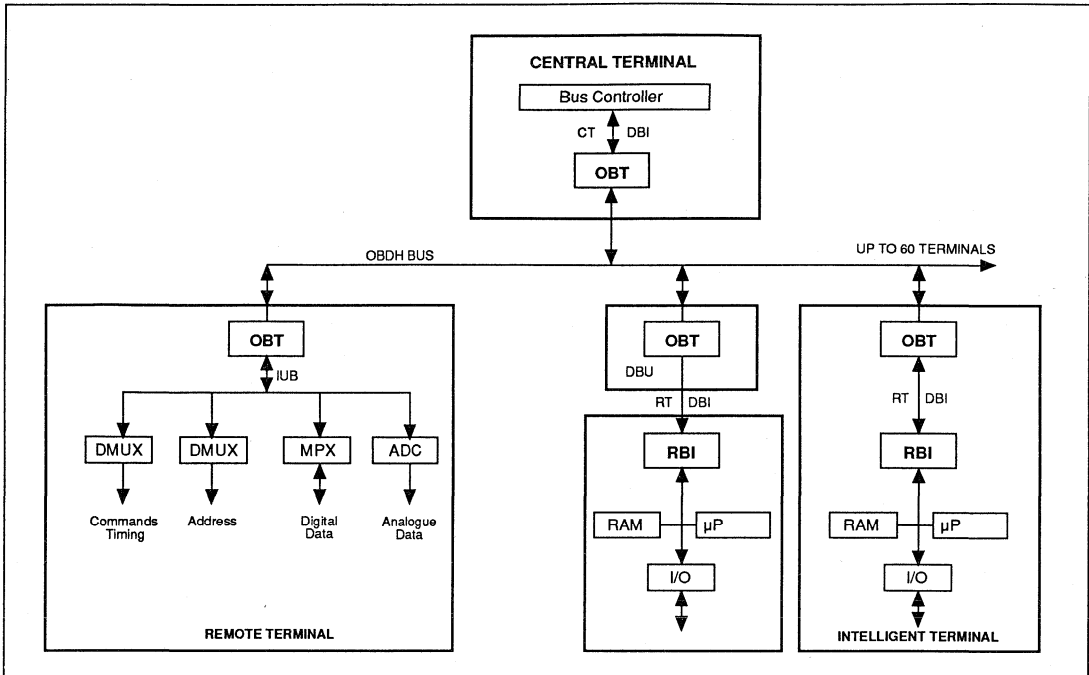 CENTRAL TERMINAL
Bus Controller
CT DBI
OBT
OBDH BUS
UP TO 60 TERMINALS
OBT
IUB
DMUX DMUX MPX ADC
Commands Timing
Address
Digital Data
Analogue Data
REMOTE TERMINAL
OBT
DBU
RT DBI
RBI
RAM µP
I/O
OBT
RT DBI
RBI
RAM µP
I/O
INTELLIGENT TERMINAL